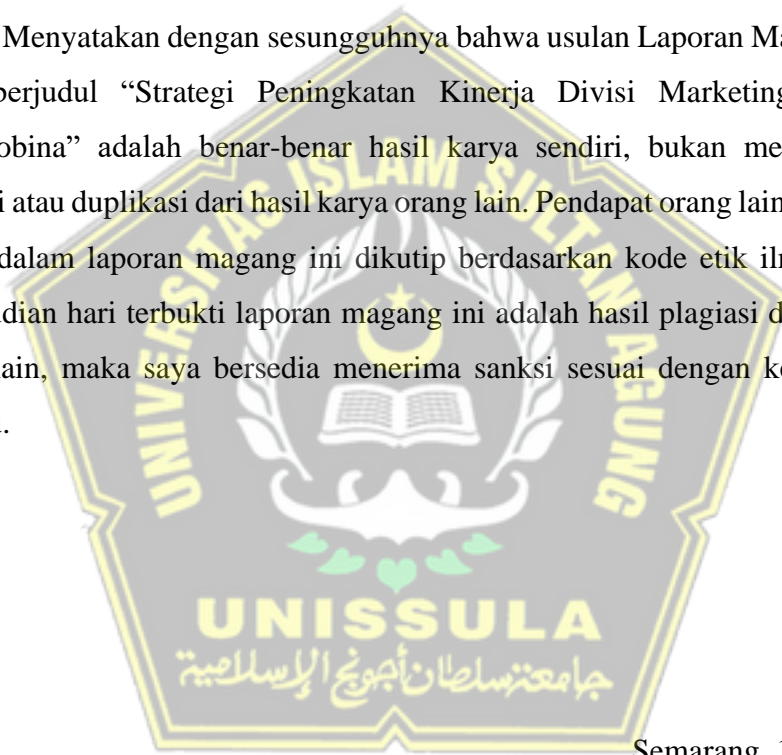 Menyatakan dengan sesungguhnya bahwa usulan Laporan Ma
berjudul “Strategi Peningkatan Kinerja Divisi Marketing
obina” adalah benar-benar hasil karya sendiri, bukan me
i atau duplikasi dari hasil karya orang lain. Pendapat orang lain
dalam laporan magang ini dikutip berdasarkan kode etik il
dian hari terbukti laporan magang ini adalah hasil plagiasi d
lain, maka saya bersedia menerima sanksi sesuai dengan k
UNIVERSITAS ISLAM SULTAN AGUNG
UNISSULA
جامعة سلطان أجونج الإسلامية
Semarang,